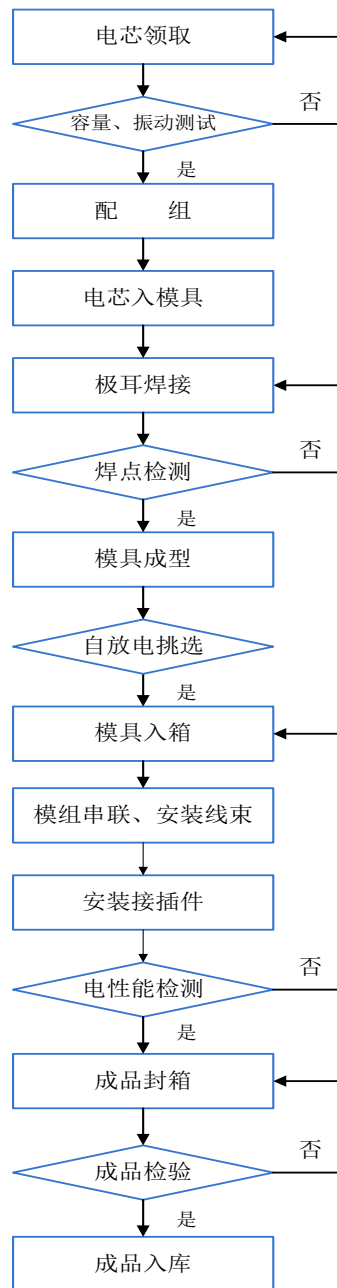 电芯领取
容量、振动测试
否
是
配 组
电芯入模具
极耳焊接
焊点检测
否
是
模具成型
自放电挑选
是
模具入箱
模组串联、安装线束
安装接插件
电性能检测
否
是
成品封箱
成品检验
否
是
成品入库